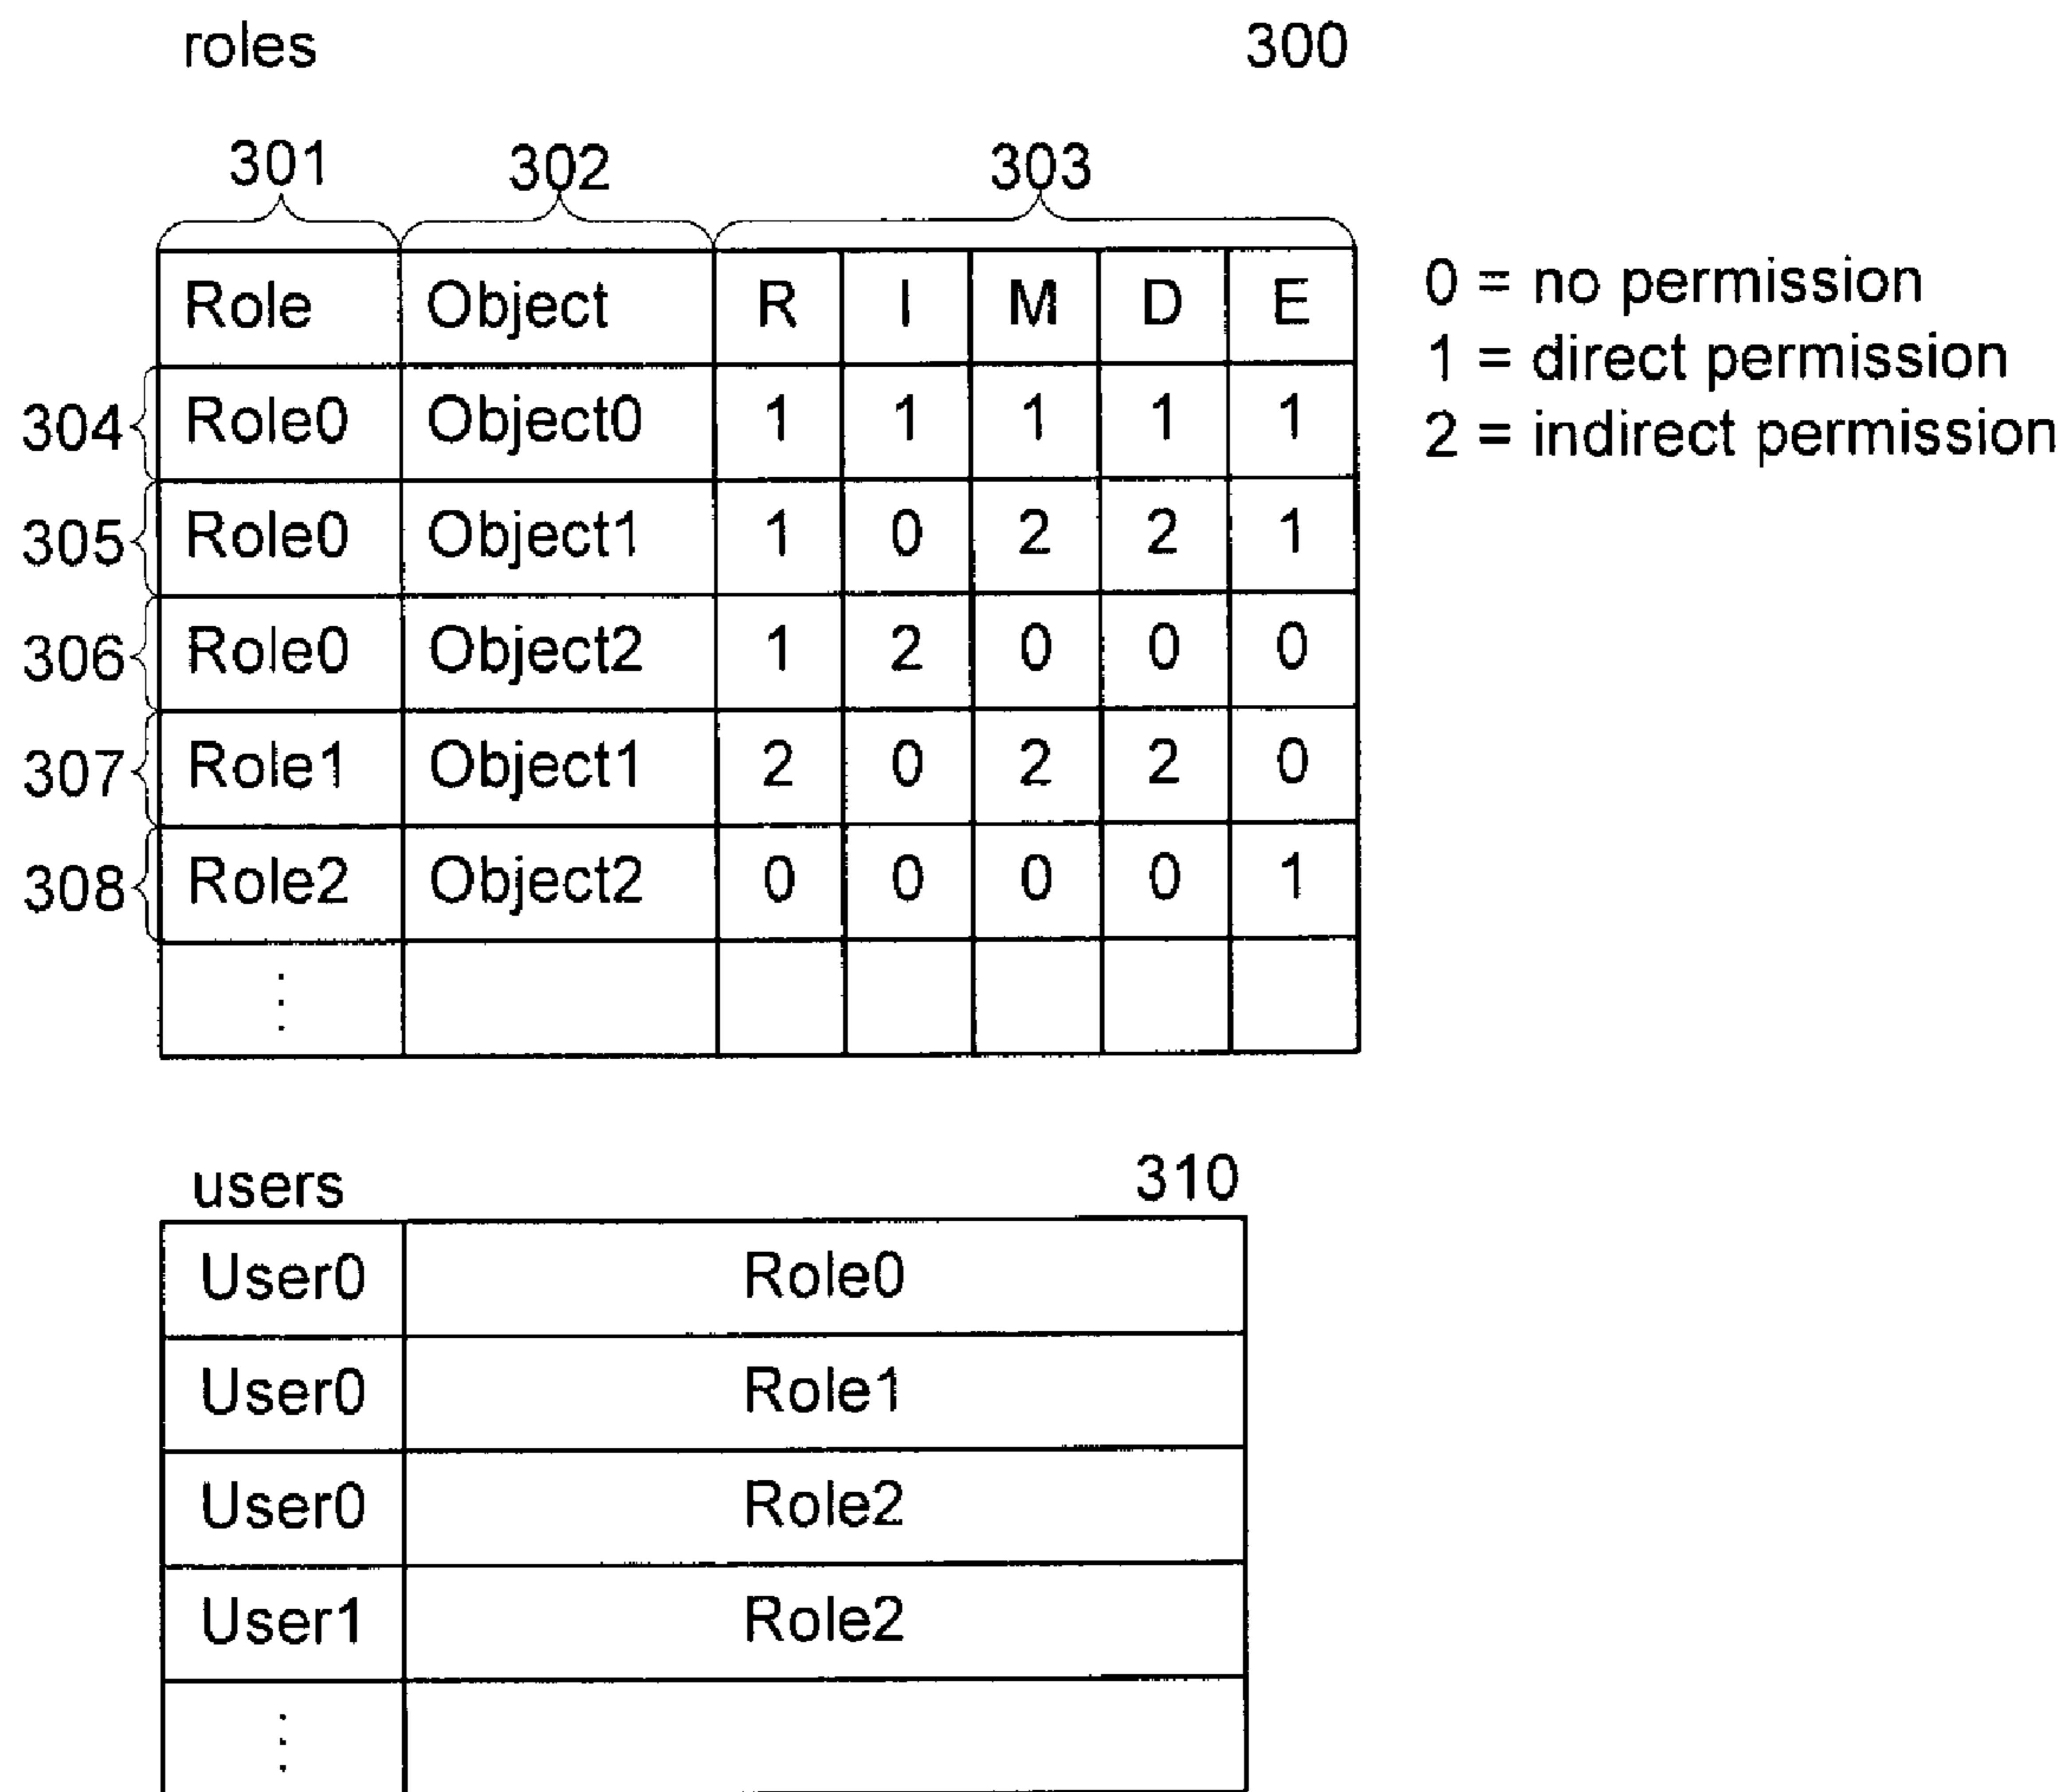 roles 300
301 302 303
Role Object R I M D E
0 = no permission
1 = direct permission
2 = indirect permission
304 Role0 Object0 1 1 1 1 1
305 Role0 Object1 1 0 2 2 1
306 Role0 Object2 1 2 0 0 0
307 Role1 Object1 2 0 2 2 0
308 Role2 Object2 0 0 0 0 1
users 310
User0 Role0
User0 Role1
User0 Role2
User1 Role2